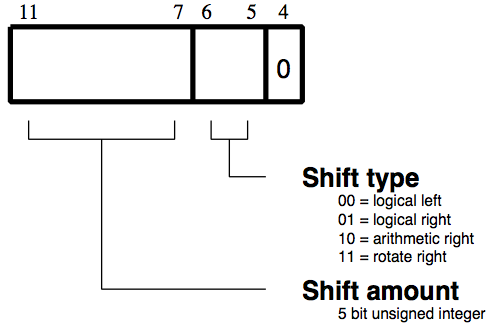 11 7 6 5 4
0
Shift type
00 = logical left
01 = logical right
10 = arithmetic right
11 = rotate right
Shift amount
5 bit unsigned integer